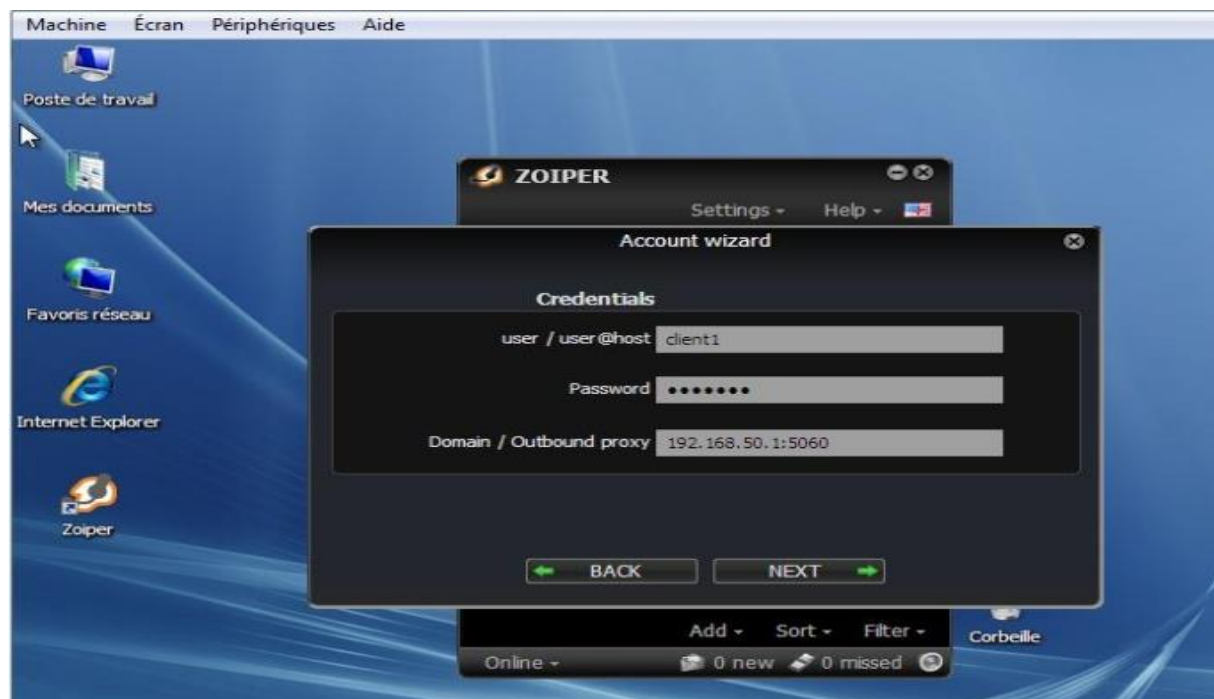 Machine Écran Périphériques Aide
Poste de travail
Mes documents
Favoris réseau
Internet Explorer
Zoiper
ZOIPER
Settings Help
Account wizard
Credentials
user / user@host client1
Password •••••••
Domain / Outbound proxy 192.168.50.1:5060
BACK NEXT
Add Sort Filter
Corbeille
Online 0 new 0 missed